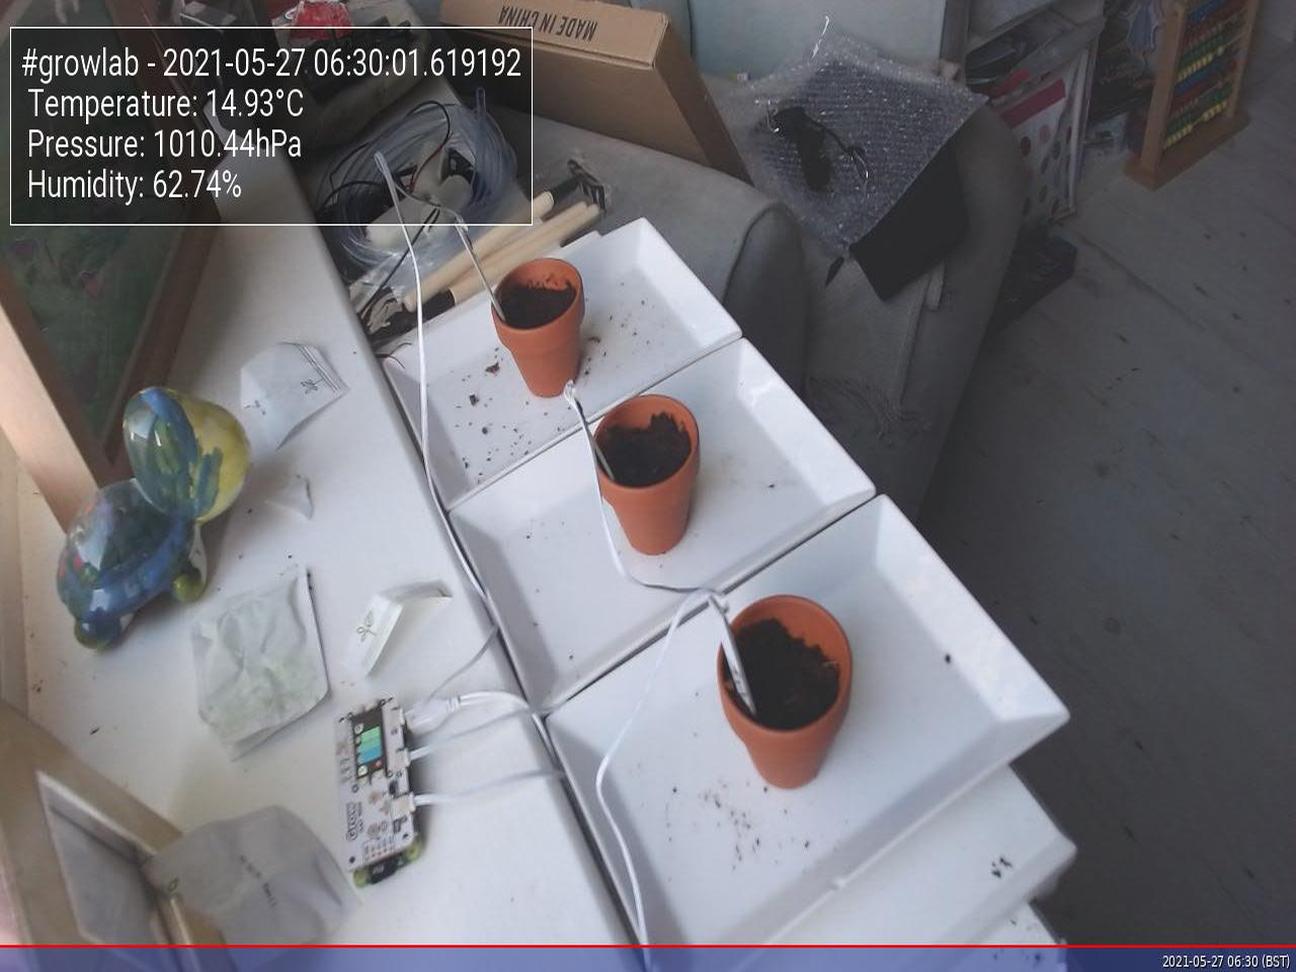 #growlab - 2021-05-27 06:30:01.619192
Temperature: 14.93°C
Pressure: 1010.44hPa
Humidity: 62.74%
MADE IN CHINA
Grow
2021-05-27 06:30 (BST)